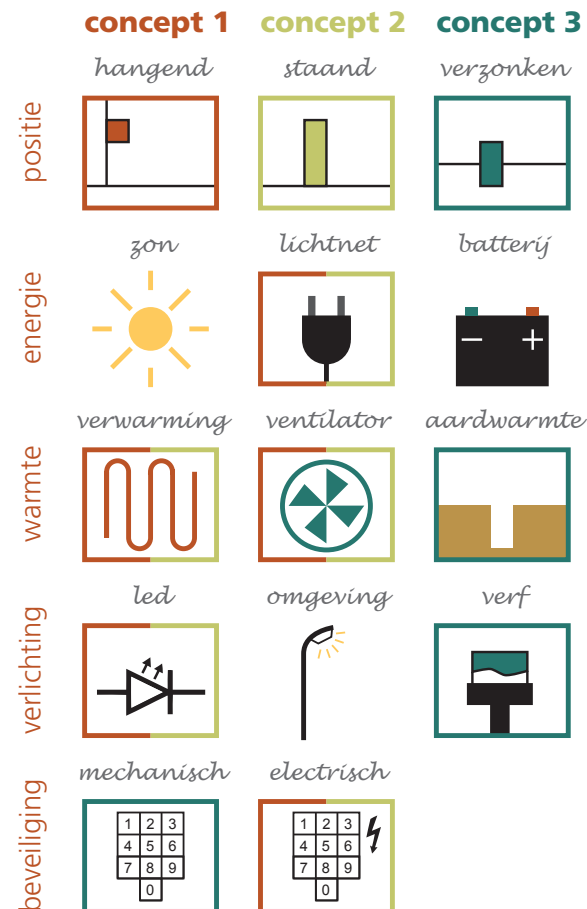 concept 1 concept 2 concept 3
positie
hangend staand verzonken
energie
zon lichtnet batterij
− +
warmte
verwarming ventilator aardwarmte
verlichting
led omgeving verf
beveiliging
mechanisch electrisch
1 2 3 1 2 3
4 5 6 4 5 6
7 8 9 7 8 9
0 0